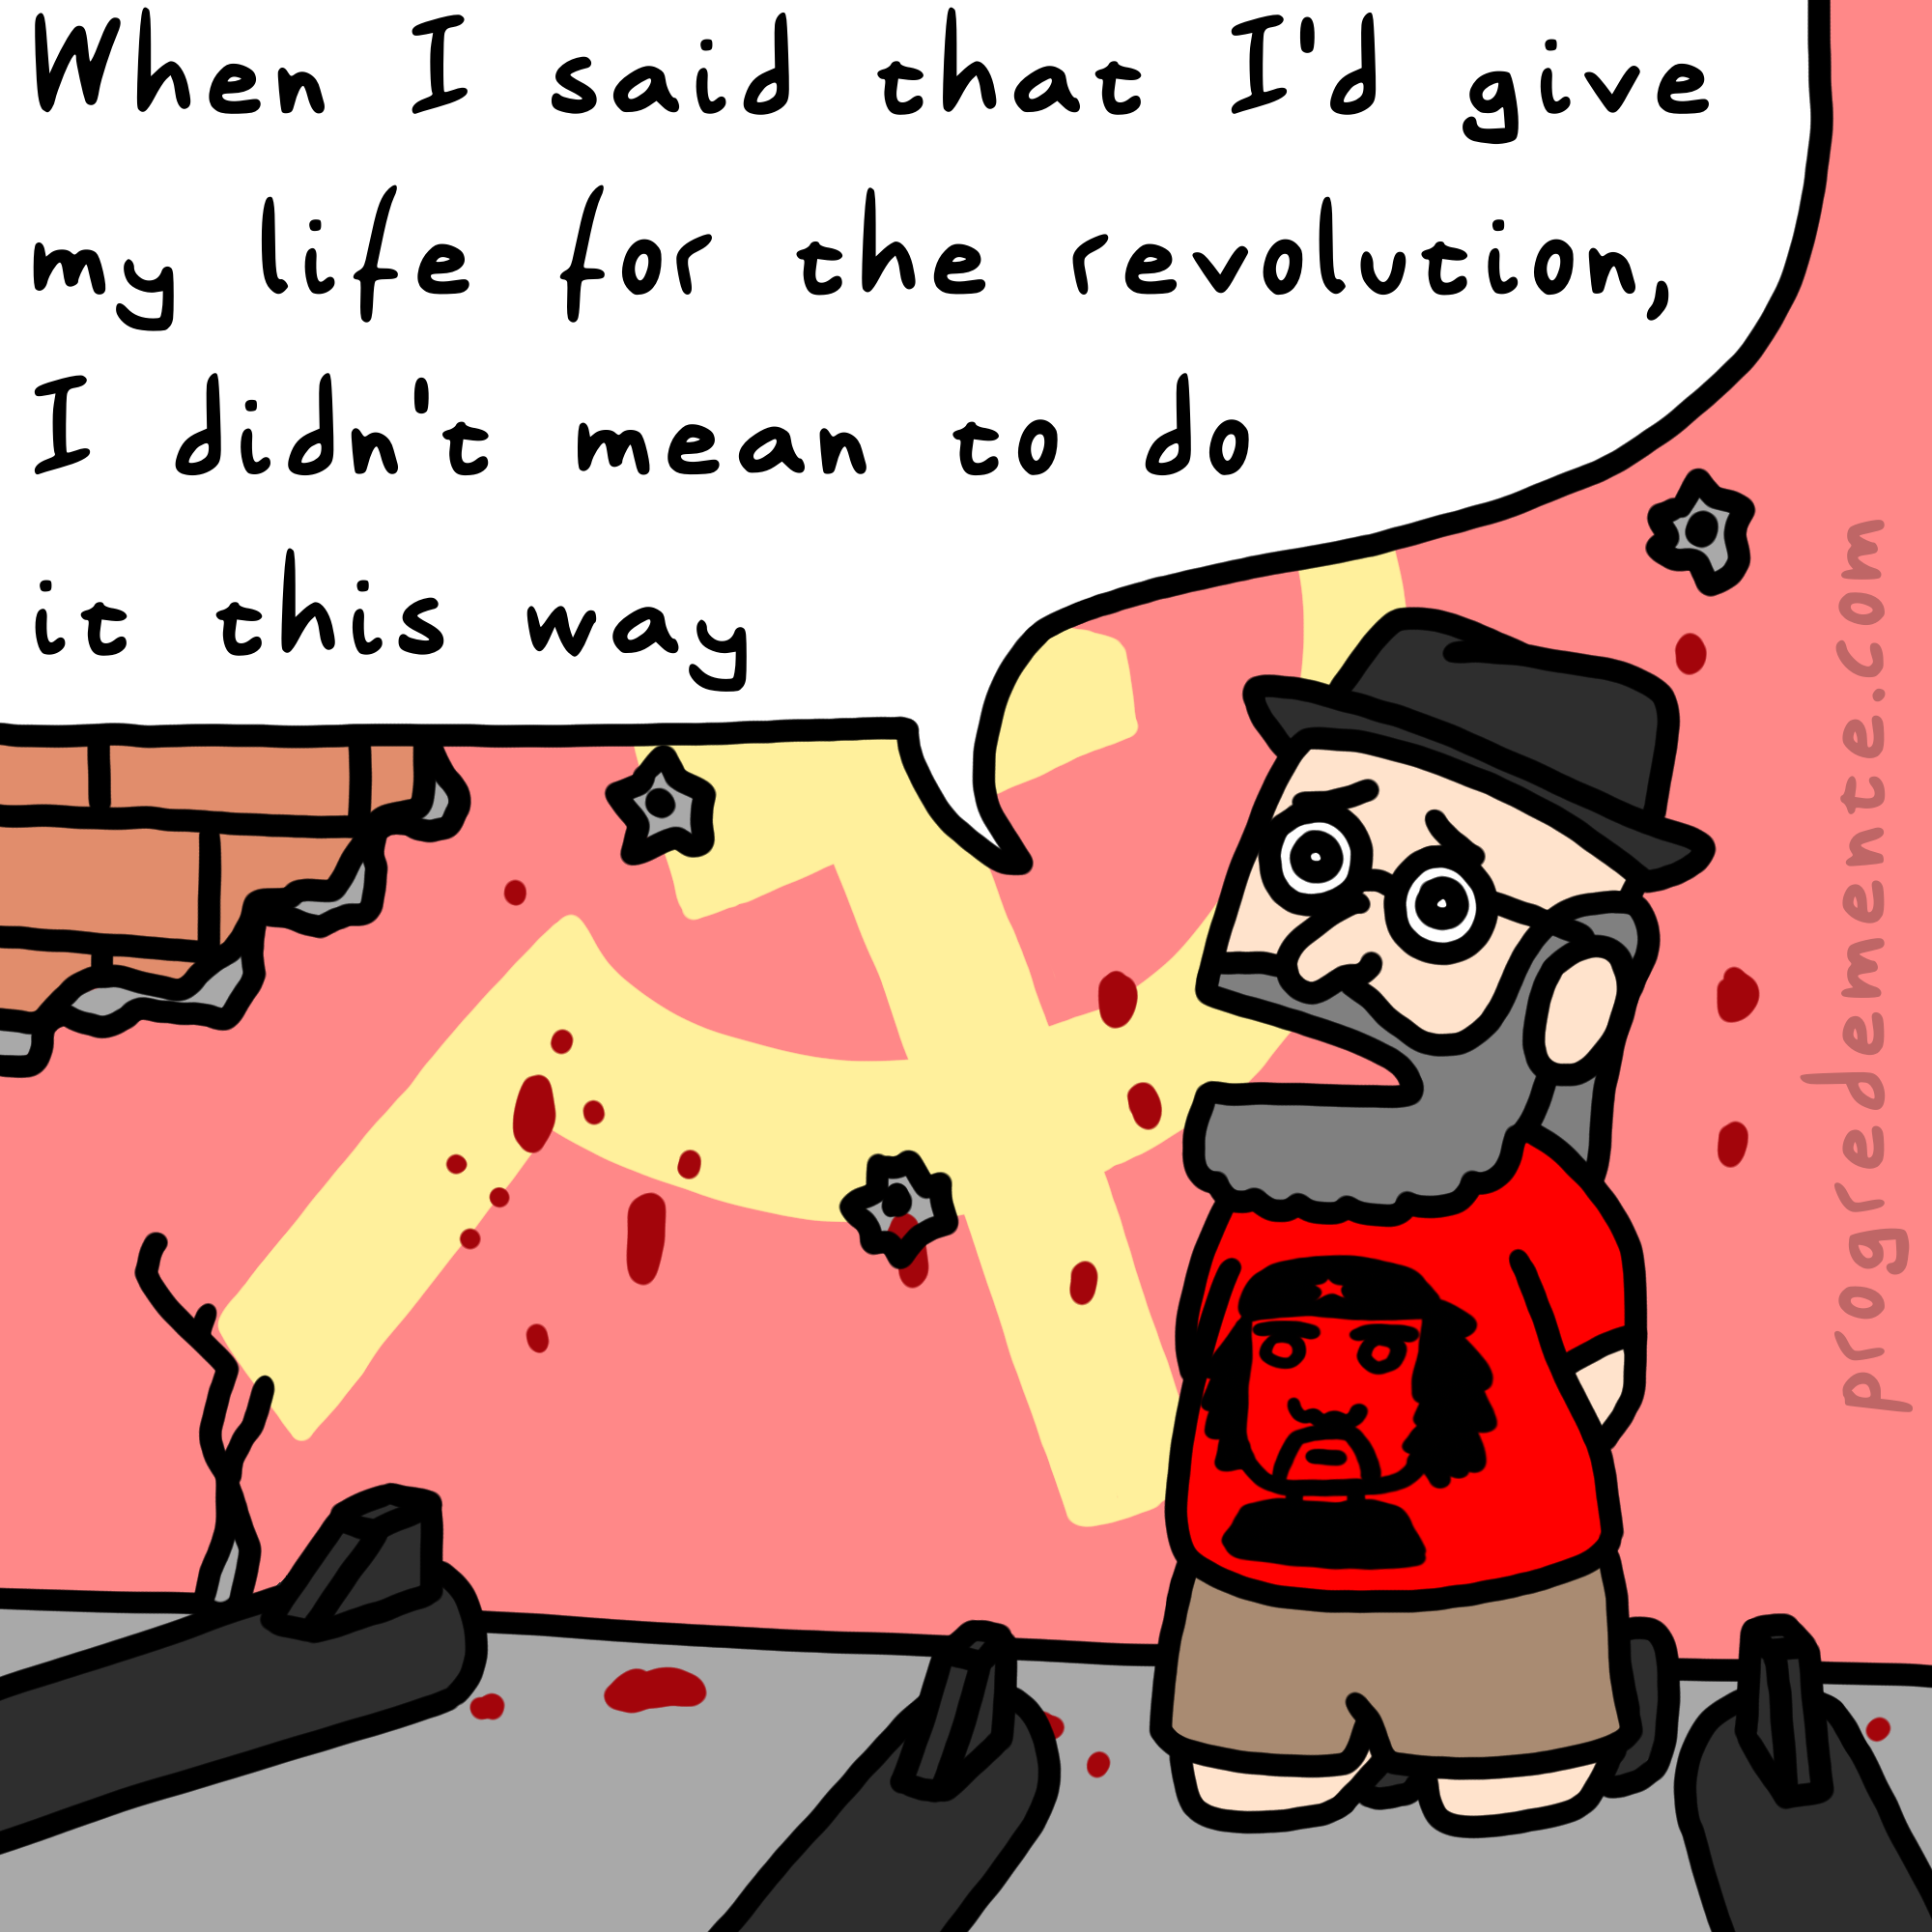 When I said that I'd give
my life for the revolution,
I didn't mean to do
it this way
progredemente.com